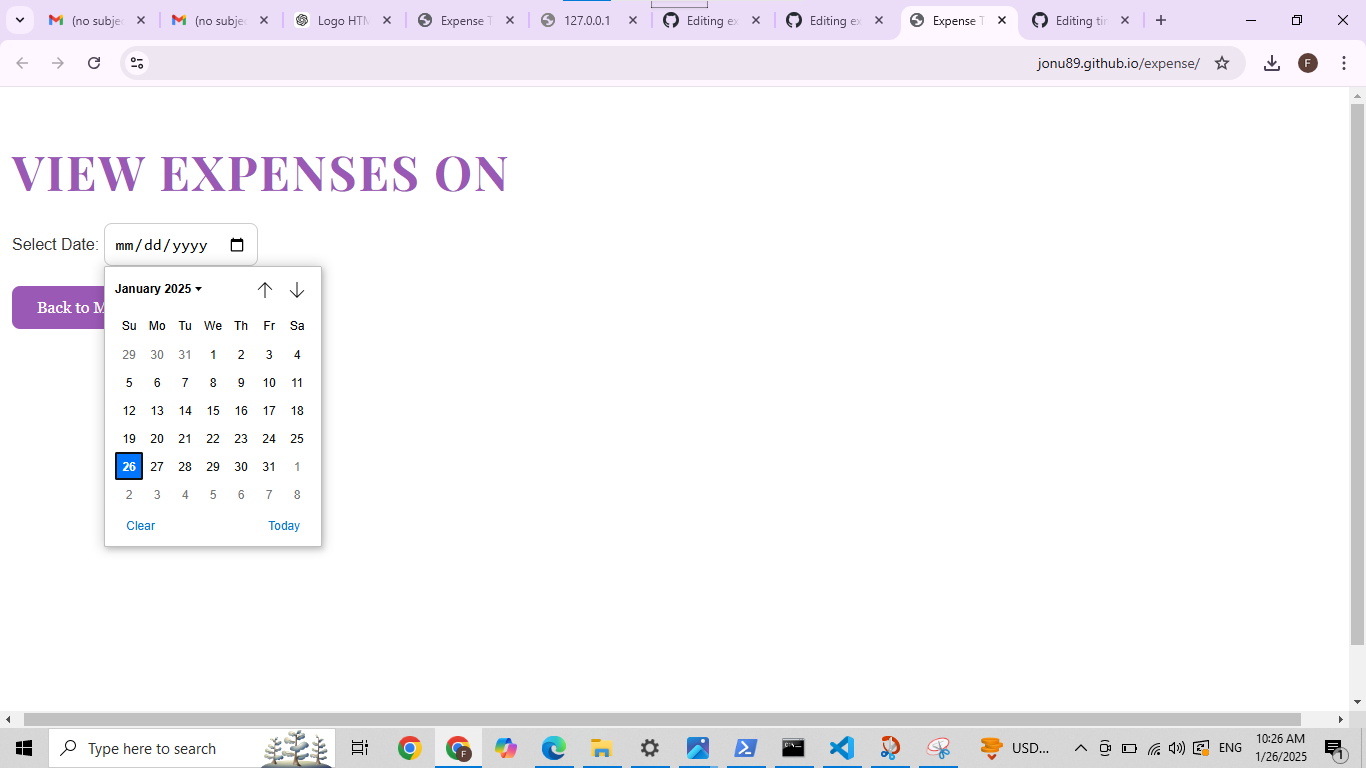 (no subje
(no subje
Logo HTM
Expense T
127.0.0.1
Editing ex
Editing ex
Expense T
Editing tin
jonu89.github.io/expense/
F
VIEW EXPENSES ON
Select Date: mm/dd/yyyy
Back to M
January 2025
Su Mo Tu We Th Fr Sa
29 30 31 1 2 3 4
5 6 7 8 9 10 11
12 13 14 15 16 17 18
19 20 21 22 23 24 25
26 27 28 29 30 31 1
2 3 4 5 6 7 8
Clear Today
Type here to search
F
USD...
ENG
10:26 AM
1/26/2025
1